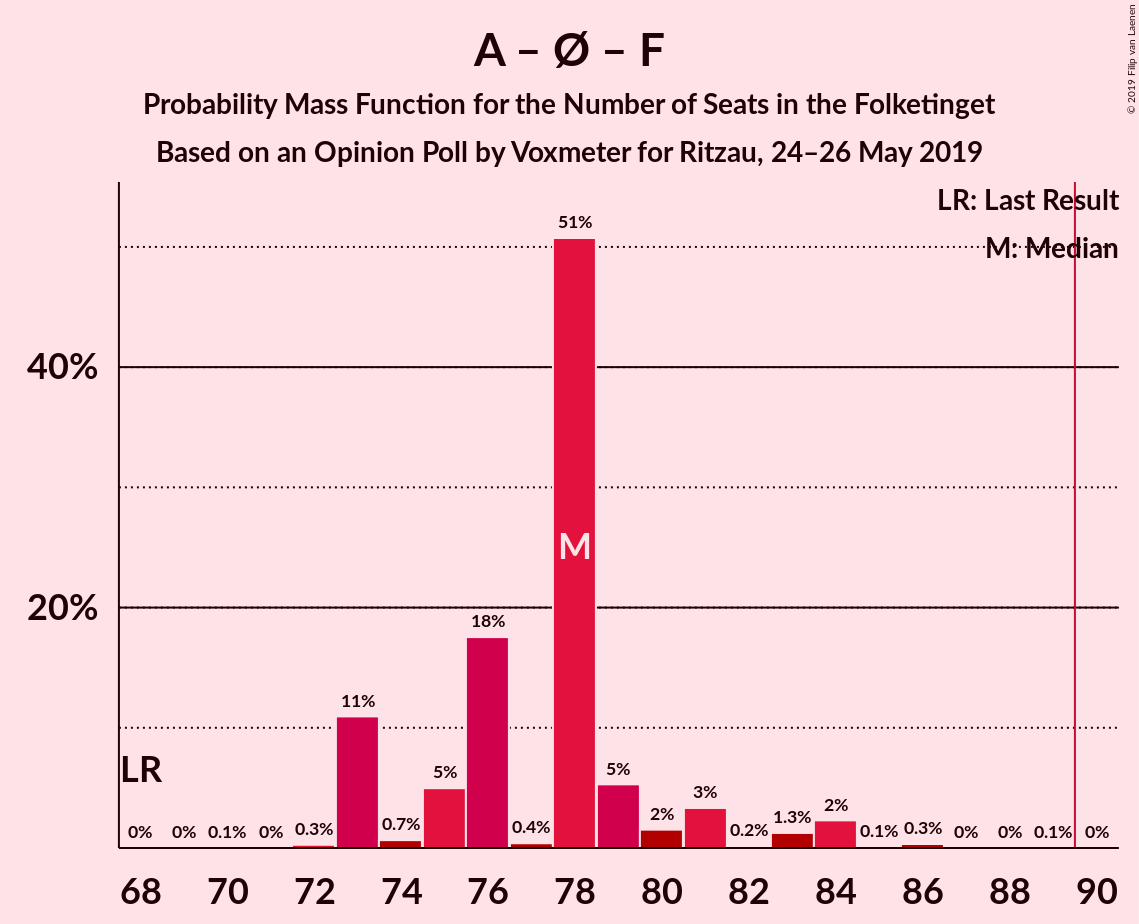 A – Ø – F
Probability Mass Function for the Number of Seats in the Folketinget
Based on an Opinion Poll by Voxmeter for Ritzau, 24–26 May 2019
© 2019 Filip van Laenen
LR: Last Result
M: Median
40%
20%
LR
M
0%
0%
0.1%
0%
0.3%
11%
0.7%
5%
18%
0.4%
51%
5%
2%
3%
0.2%
1.3%
2%
0.1%
0.3%
0%
0%
0.1%
0%
68 70 72 74 76 78 80 82 84 86 88 90